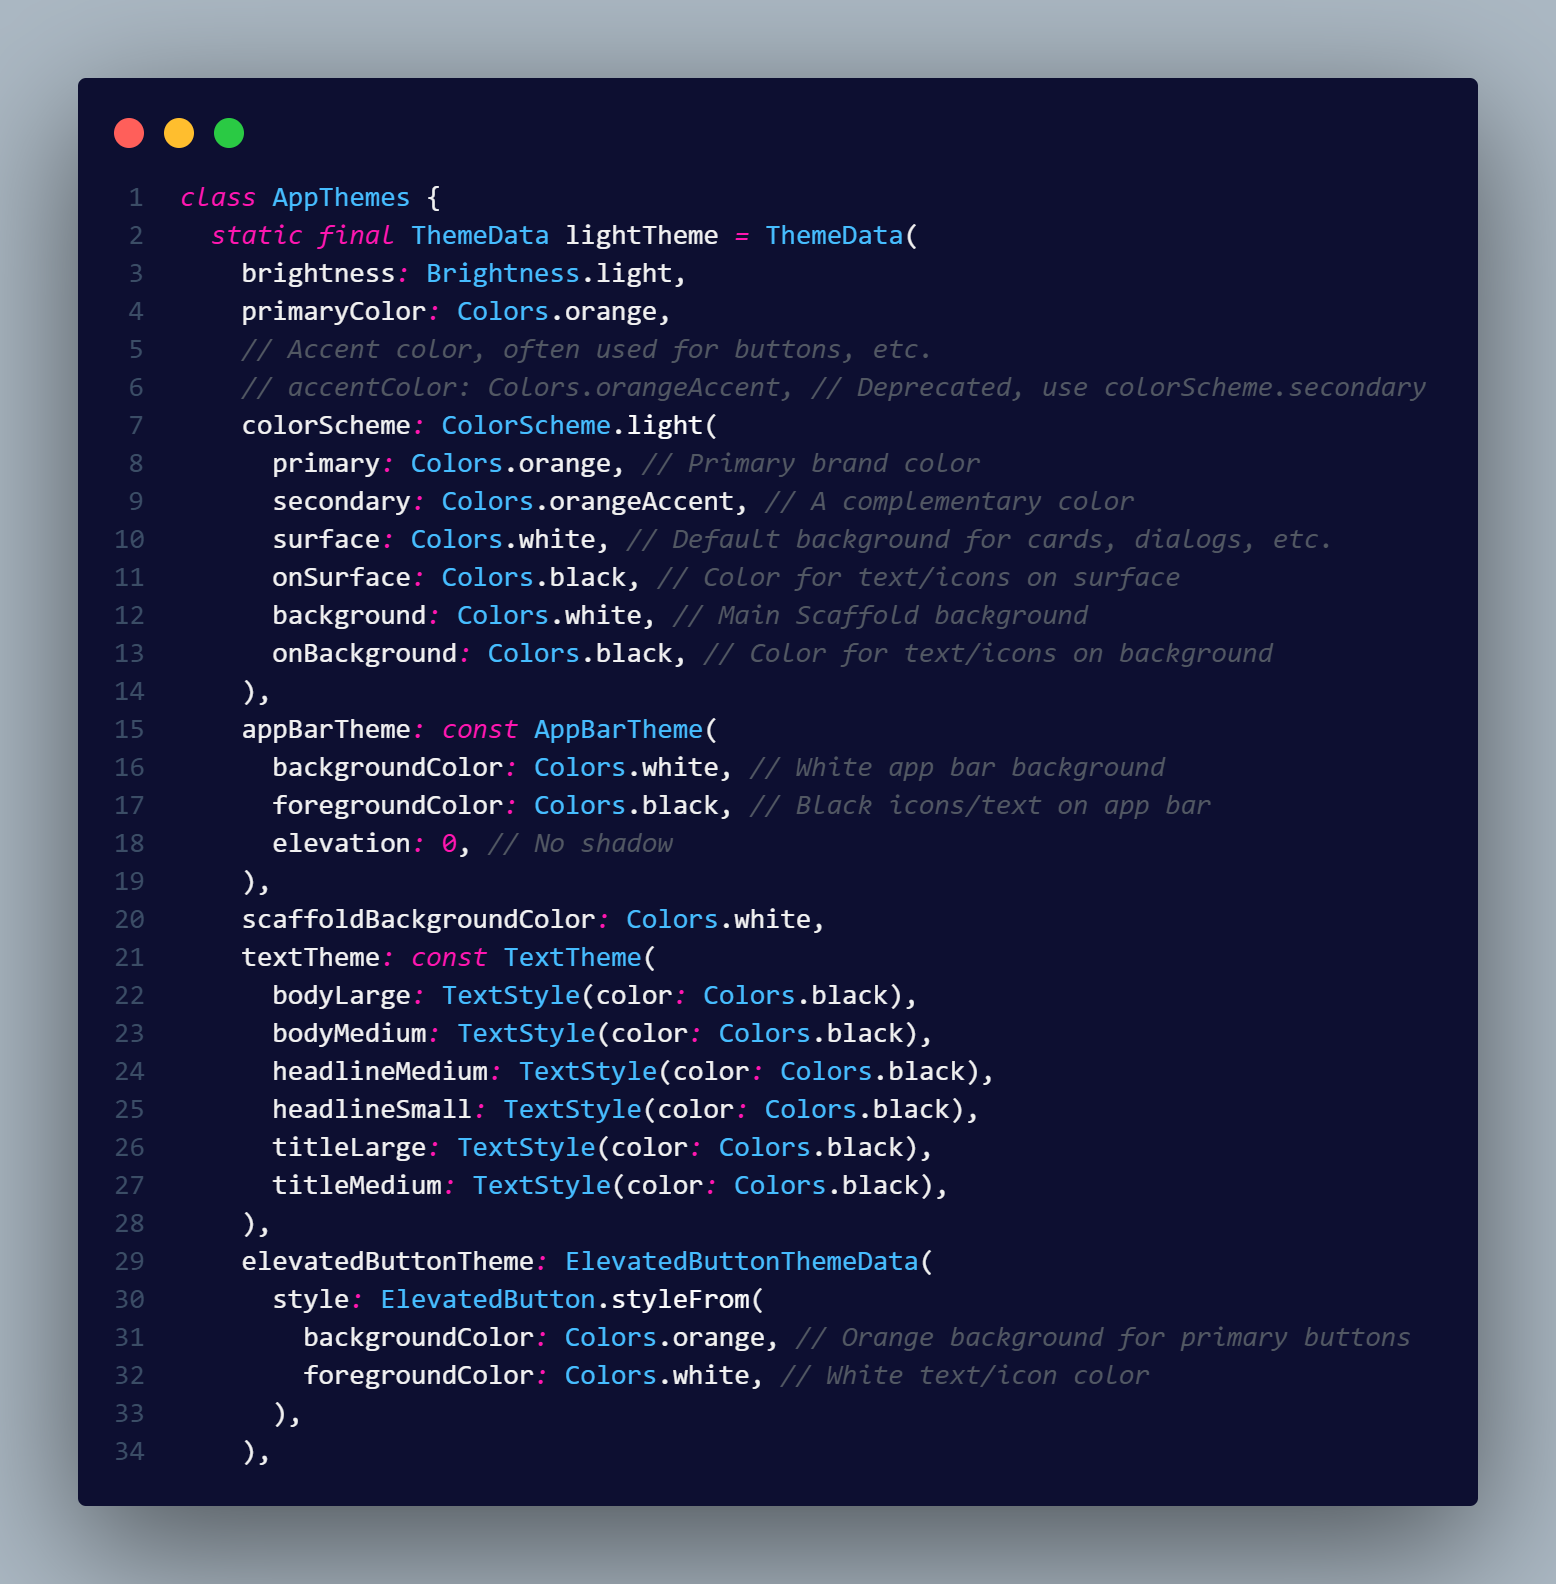 1 class AppThemes {
2   static final ThemeData lightTheme = ThemeData(
3     brightness: Brightness.light,
4     primaryColor: Colors.orange,
5     // Accent color, often used for buttons, etc.
6     // accentColor: Colors.orangeAccent, // Deprecated, use colorScheme.secondary
7     colorScheme: ColorScheme.light(
8       primary: Colors.orange, // Primary brand color
9       secondary: Colors.orangeAccent, // A complementary color
10       surface: Colors.white, // Default background for cards, dialogs, etc.
11       onSurface: Colors.black, // Color for text/icons on surface
12       background: Colors.white, // Main Scaffold background
13       onBackground: Colors.black, // Color for text/icons on background
14     ),
15     appBarTheme: const AppBarTheme(
16       backgroundColor: Colors.white, // White app bar background
17       foregroundColor: Colors.black, // Black icons/text on app bar
18       elevation: 0, // No shadow
19     ),
20     scaffoldBackgroundColor: Colors.white,
21     textTheme: const TextTheme(
22       bodyLarge: TextStyle(color: Colors.black),
23       bodyMedium: TextStyle(color: Colors.black),
24       headlineMedium: TextStyle(color: Colors.black),
25       headlineSmall: TextStyle(color: Colors.black),
26       titleLarge: TextStyle(color: Colors.black),
27       titleMedium: TextStyle(color: Colors.black),
28     ),
29     elevatedButtonTheme: ElevatedButtonThemeData(
30       style: ElevatedButton.styleFrom(
31         backgroundColor: Colors.orange, // Orange background for primary buttons
32         foregroundColor: Colors.white, // White text/icon color
33       ),
34     ),